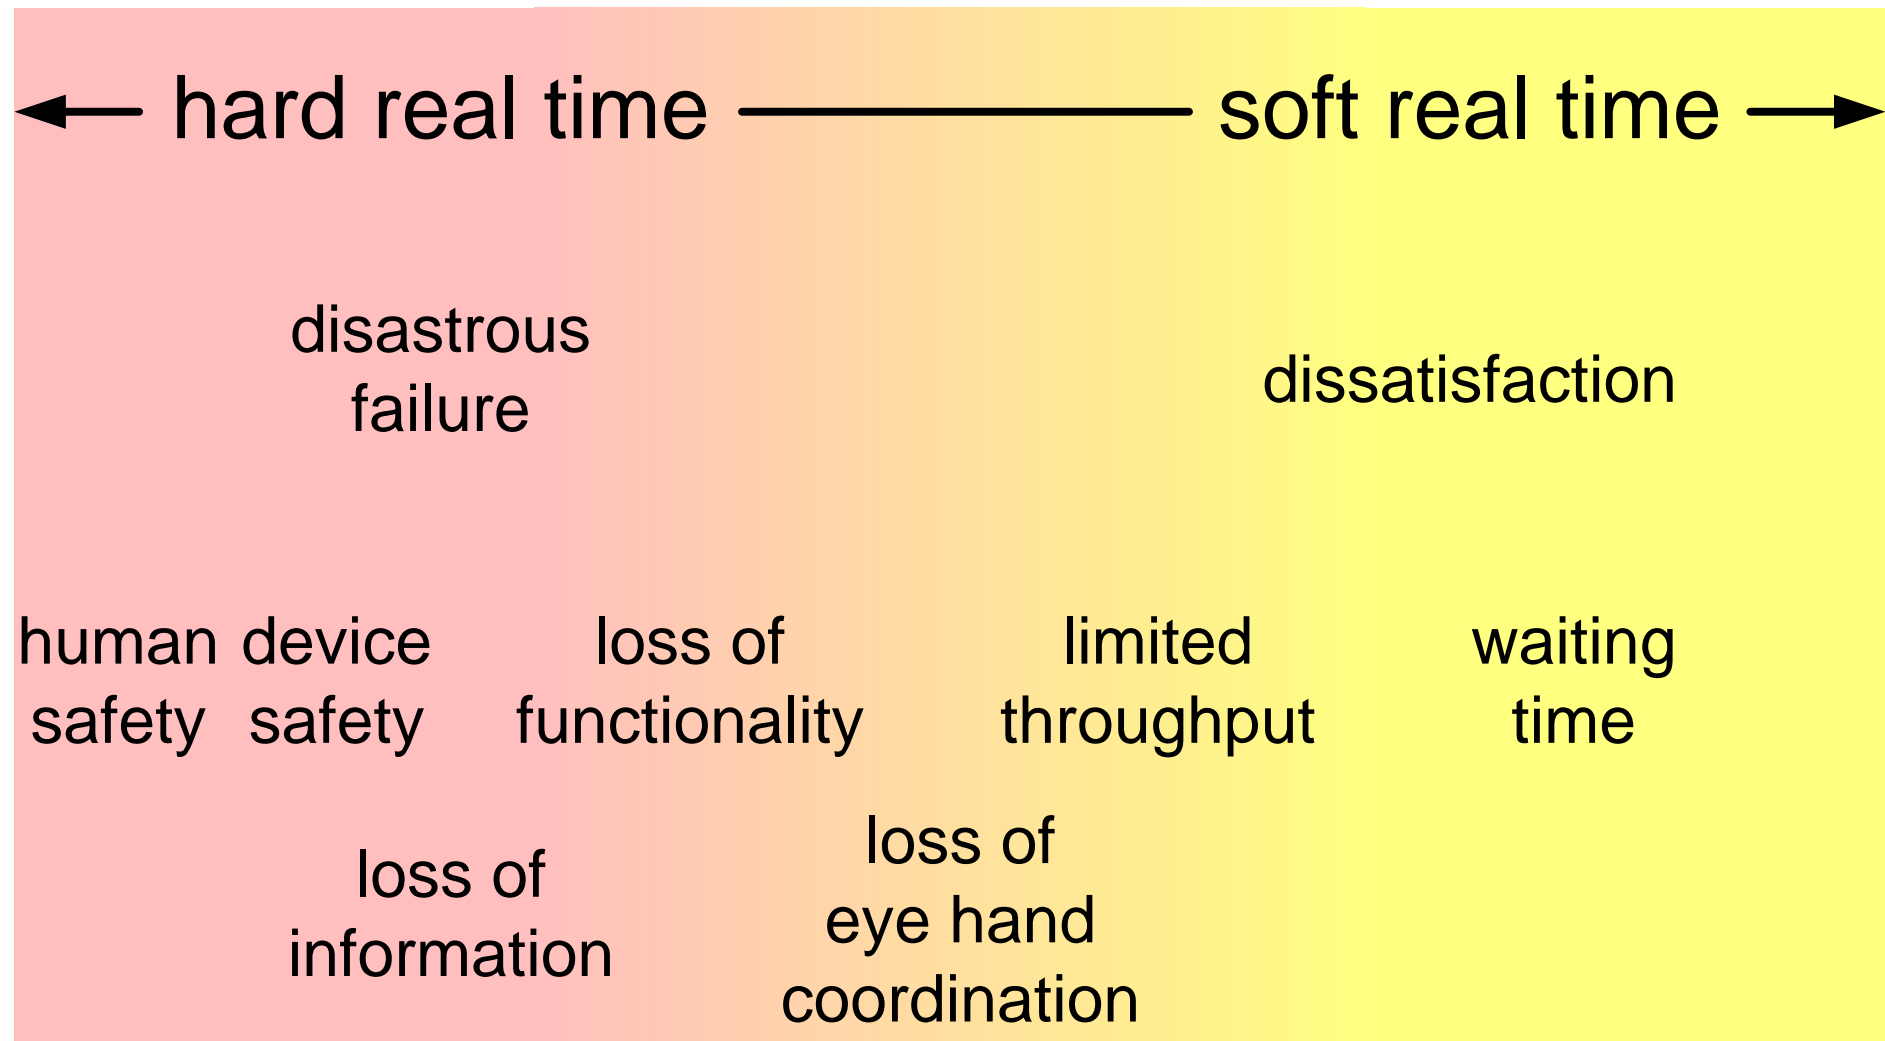 hard real time
soft real time
disastrous
failure
dissatisfaction
human
safety
device
safety
loss of
functionality
limited
throughput
waiting
time
loss of
information
loss of
eye hand
coordination